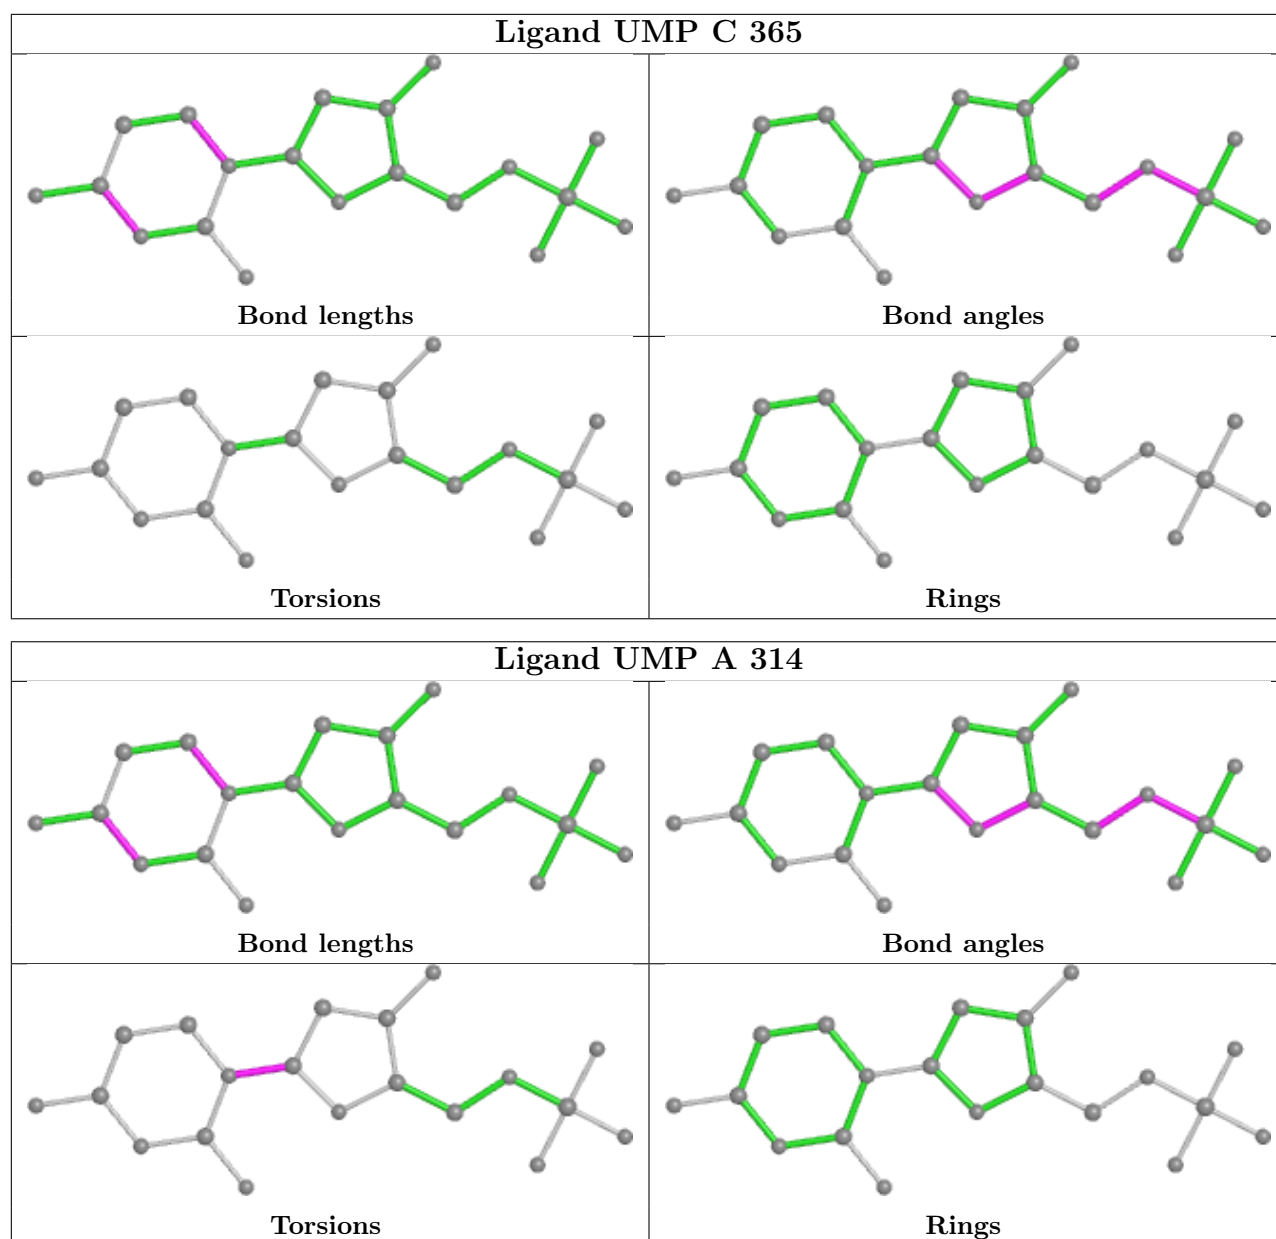 Ligand UMP C 365
Bond lengths
Bond angles
Torsions
Rings
Ligand UMP A 314
Bond lengths
Bond angles
Torsions
Rings